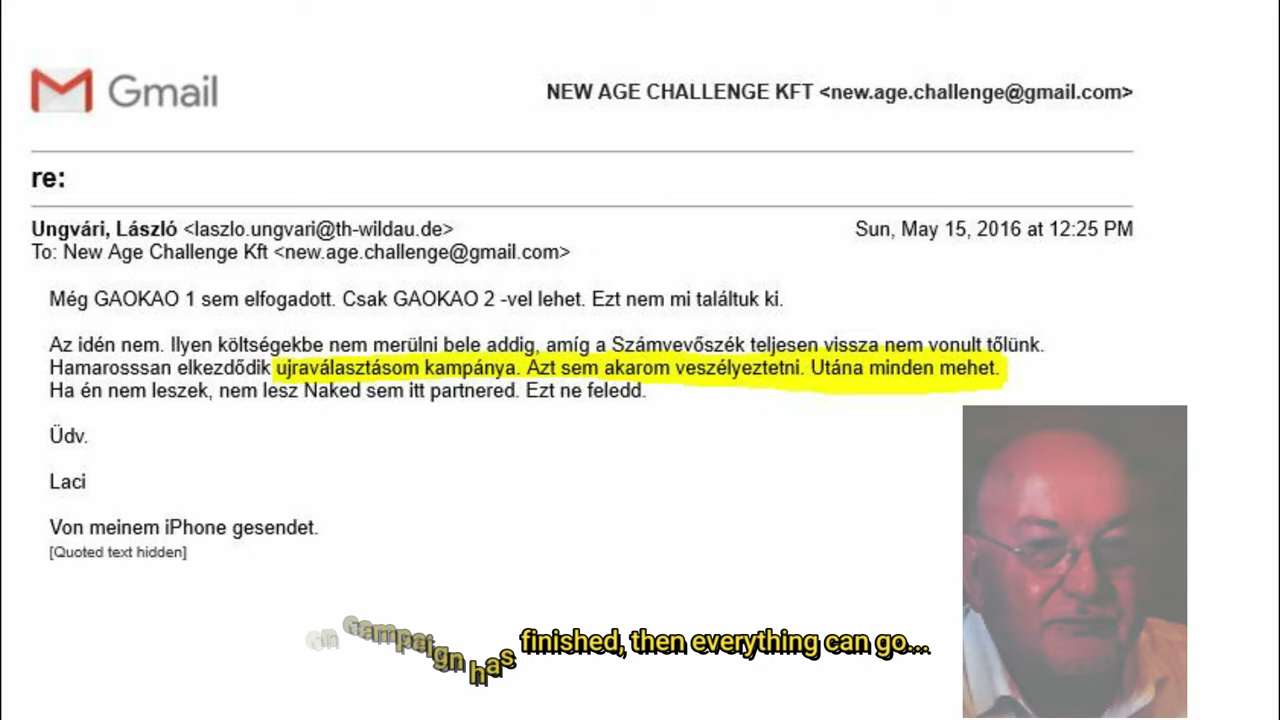 Gmail
NEW AGE CHALLENGE KFT <new.age.challenge@gmail.com>
re:
Ungvári, László <laszlo.ungvari@th-wildau.de>
Sun, May 15, 2016 at 12:25 PM
To: New Age Challenge Kft <new.age.challenge@gmail.com>
Még GAOKAO 1 sem elfogadott. Csak GAOKAO 2 -vel lehet. Ezt nem mi találtuk ki.
Az idén nem. Ilyen költségekbe nem merülni bele addig, amíg a Számvevőszék teljesen vissza nem vonult tőlünk.
Hamarosssan elkezdődik ujraválasztásom kampánya. Azt sem akarom veszélyeztetni. Utána minden mehet.
Ha én nem leszek, nem lesz Naked sem itt partnered. Ezt ne feledd.
Üdv.
Laci
Von meinem iPhone gesendet.
[Quoted text hidden]
on campaign has finished, then everything can go...